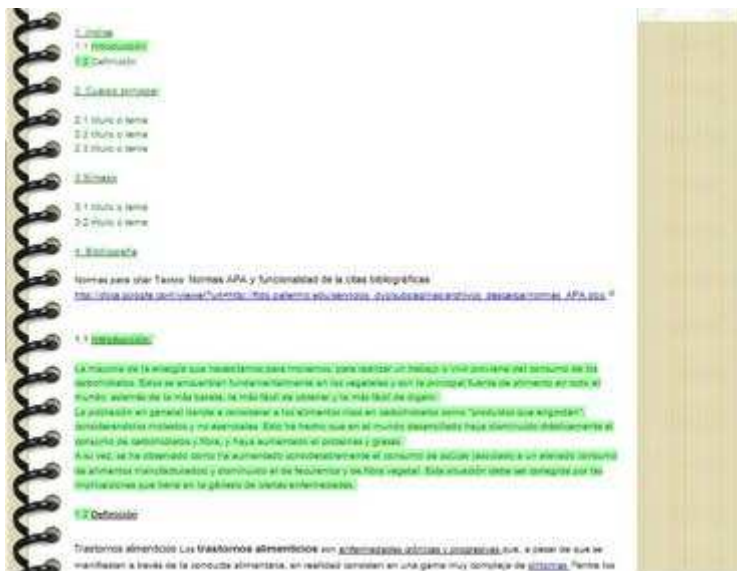 1. Indice
1.1 Introducción
1.2 Definición
2. Cuerpo principal
2.1 título o tema
2.2 título o tema
2.3 título o tema
3.Síntesis
3.1 título o tema
3.2 título o tema
4. Bibliografía
Normas para citar Textos: Normas APA y funcionalidad de la citas bibliográficas
1.1 Introducción:
La mayoría de la energía que necesitamos para movernos, para realizar un trabajo o vivir proviene del consumo de los
carbohidratos. Estos se encuentran fundamentalmente en los vegetales y son la principal fuente de alimento en todo el
mundo, además de la más barata, la más fácil de obtener y la más fácil de digerir.
La población en general tiende a considerar a los alimentos ricos en carbohidratos como "productos que engordan",
considerándolos molestos y no esenciales. Esto ha hecho que en el mundo desarrollado haya disminuido drásticamente el
consumo de carbohidratos y fibra, y haya aumentado el proteínas y grasas.
A su vez, se ha observado como ha aumentado considerablemente el consumo de azúcar a un elevado consumo
de alimentos manufacturados y disminuido el de feculentos y de fibra vegetal. Esta situación debe ser corregida por las
implicaciones que tiene en la génesis de ciertas enfermedades.
1.2 Definición
Trastornos alimenticios Los trastornos alimenticios son enfermedades crónicas y progresivas que, a pesar de que se
manifiestan a través de la conducta alimentaria, en realidad consisten en una gama muy compleja de síntomas. los